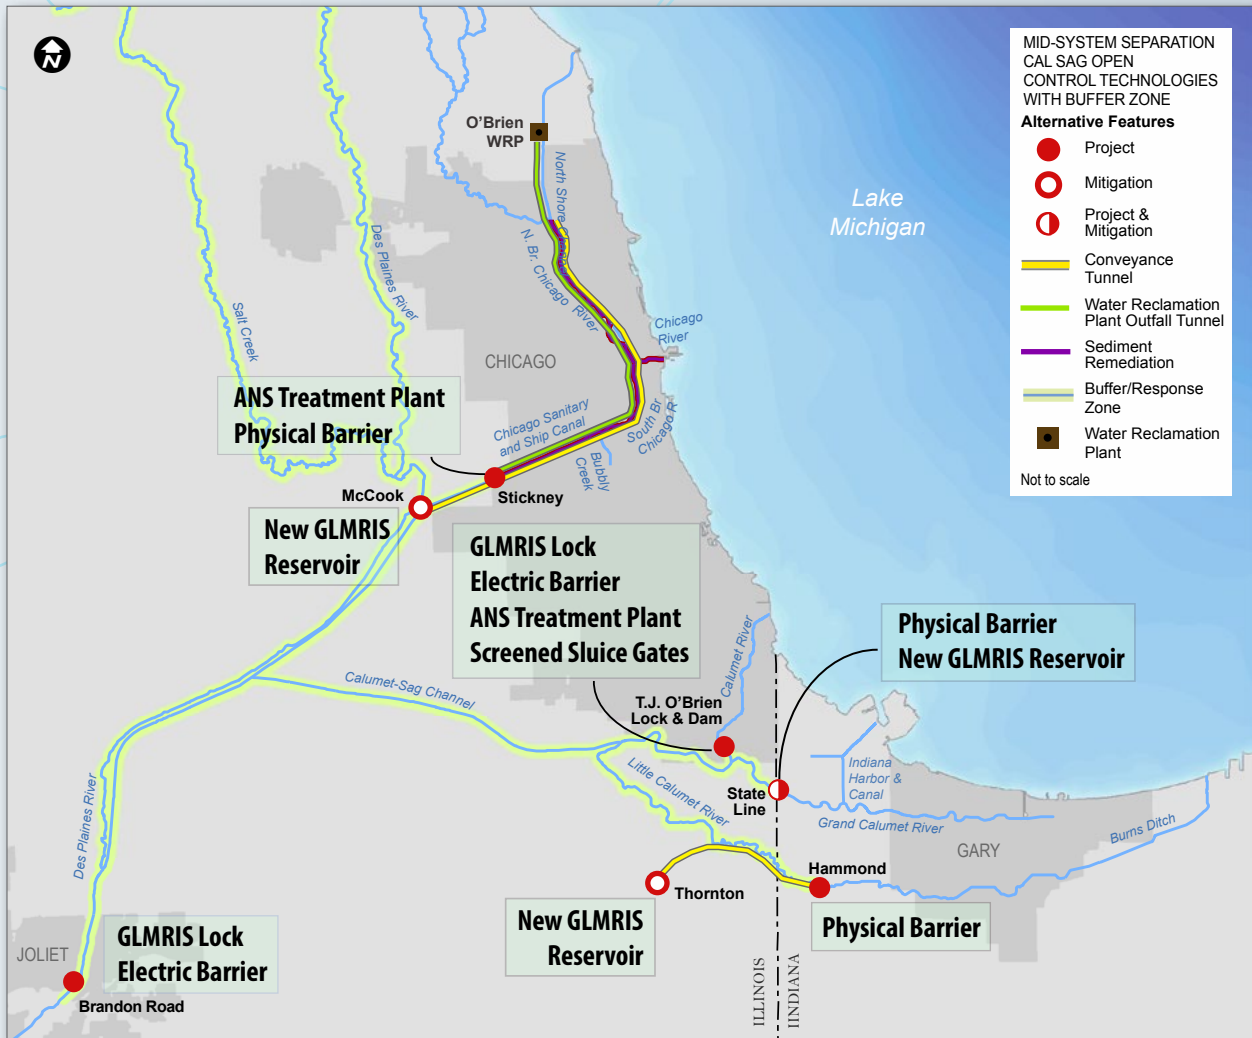 N
MID-SYSTEM SEPARATION
CAL SAG OPEN
CONTROL TECHNOLOGIES
WITH BUFFER ZONE
Alternative Features
Project
Mitigation
Project &
Mitigation
Conveyance
Tunnel
Water Reclamation
Plant Outfall Tunnel
Sediment
Remediation
Buffer/Response
Zone
Water Reclamation
Plant
Not to scale
O'Brien
WRP
North Shore Channel
Lake
Michigan
Des Plaines River
N. Br. Chicago River
Salt Creek
Chicago
River
CHICAGO
ANS Treatment Plant
Physical Barrier
Chicago Sanitary
and Ship Canal
South Br
Chicago R
Bubbly
Creek
McCook
Stickney
New GLMRIS
Reservoir
GLMRIS Lock
Electric Barrier
ANS Treatment Plant
Screened Sluice Gates
Physical Barrier
New GLMRIS Reservoir
Calumet River
Calumet-Sag Channel
T.J. O'Brien
Lock & Dam
Indiana
Harbor &
Canal
State
Line
Little Calumet River
Grand Calumet River
Burns Ditch
Des Plaines River
GARY
Hammond
Thornton
New GLMRIS
Reservoir
Physical Barrier
JOLIET
GLMRIS Lock
Electric Barrier
Brandon Road
ILLINOIS
IINDIANA